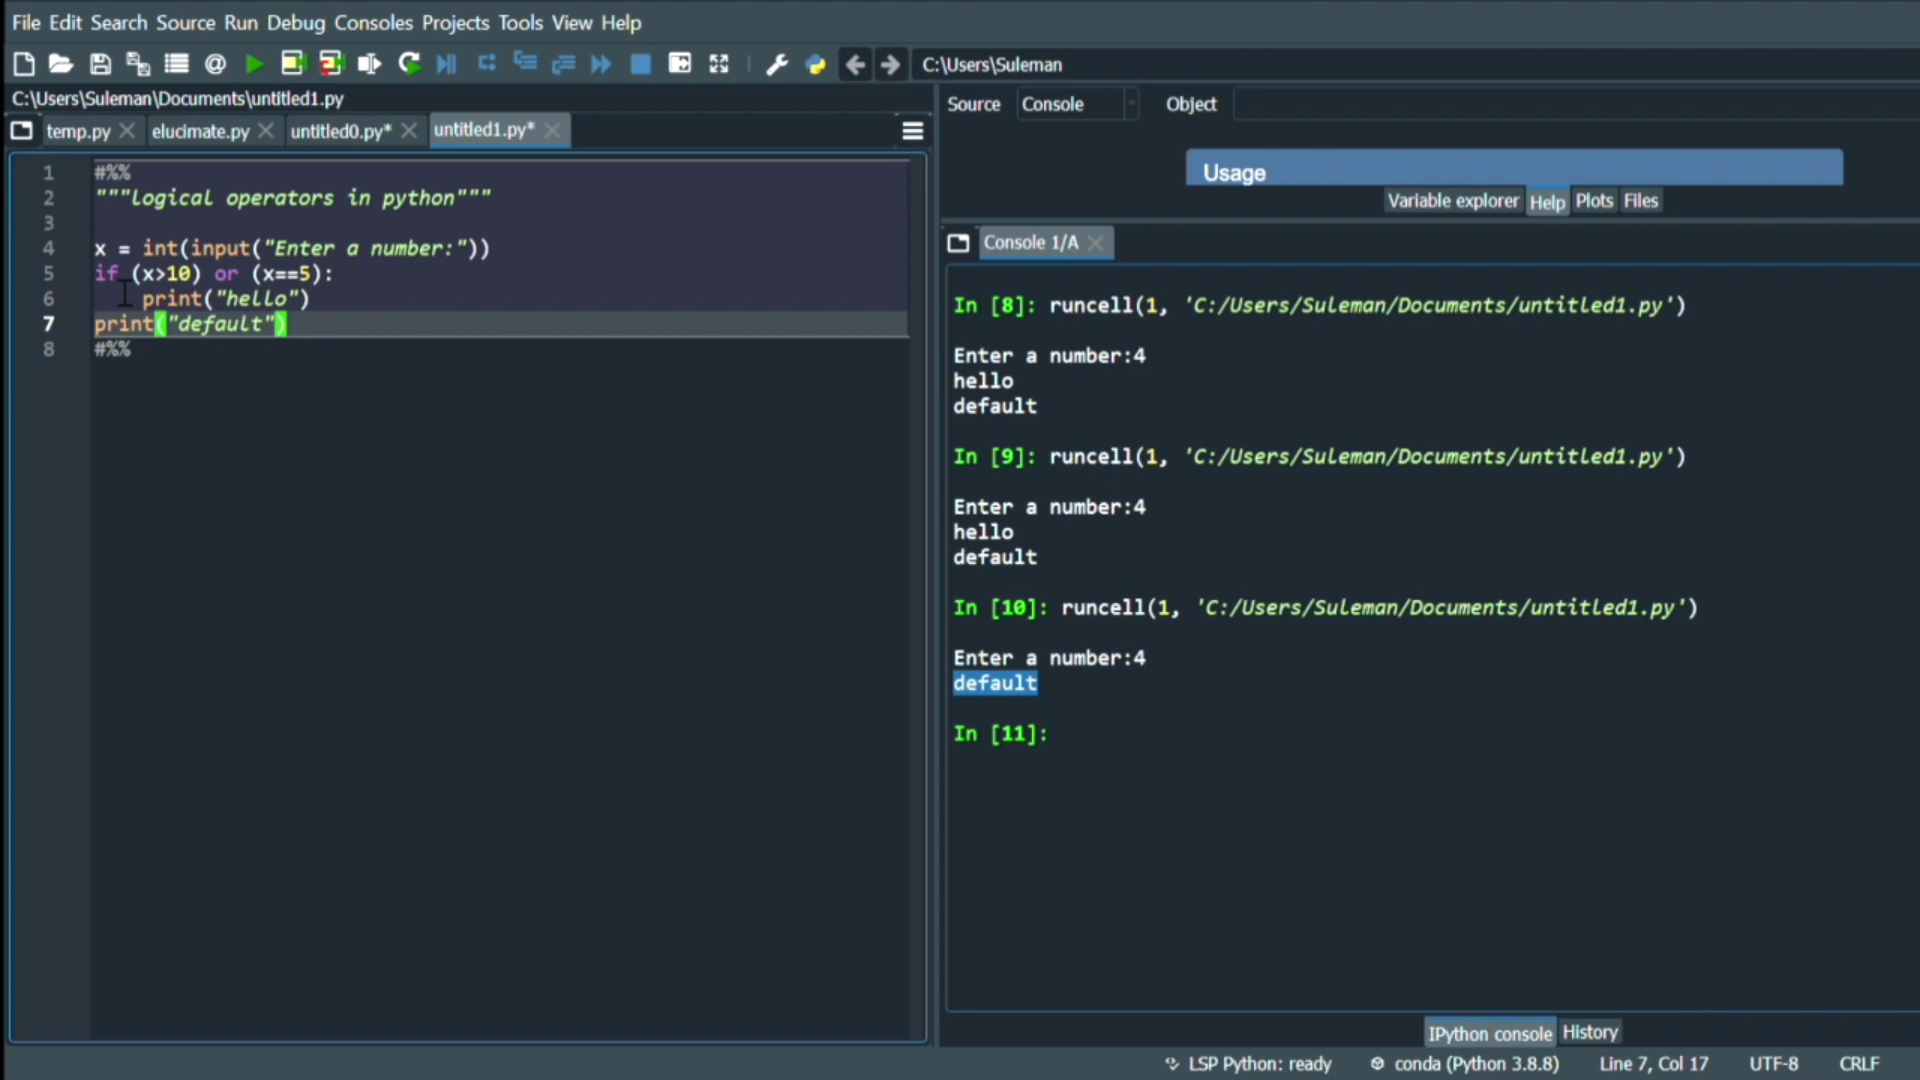 File Edit Search Source Run Debug Consoles Projects Tools View Help
C:\Users\Suleman
C:\Users\Suleman\Documents\untitled1.py
temp.py elucimate.py untitled0.py* untitled1.py*
1 #%%
2 """Logical operators in python"""
3
4 x = int(input("Enter a number:"))
5 if (x>10) or (x==5):
6 print("hello")
7 print("default")
8 #%%
Source Console Object
Usage
Variable explorer Help Plots Files
Console 1/A
In [8]: runcell(1, 'C:/Users/Suleman/Documents/untitled1.py')
Enter a number:4
hello
default
In [9]: runcell(1, 'C:/Users/Suleman/Documents/untitled1.py')
Enter a number:4
hello
default
In [10]: runcell(1, 'C:/Users/Suleman/Documents/untitled1.py')
Enter a number:4
default
In [11]:
IPython console History
LSP Python: ready conda (Python 3.8.8) Line 7, Col 17 UTF-8 CRLF